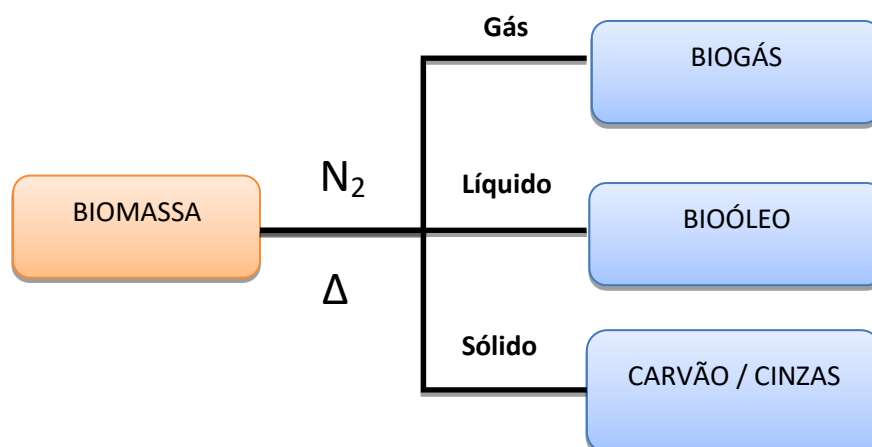 Gás
BIOGÁS
N₂
Líquido
BIOMASSA
BIOÓLEO
Δ
Sólido
CARVÃO / CINZAS